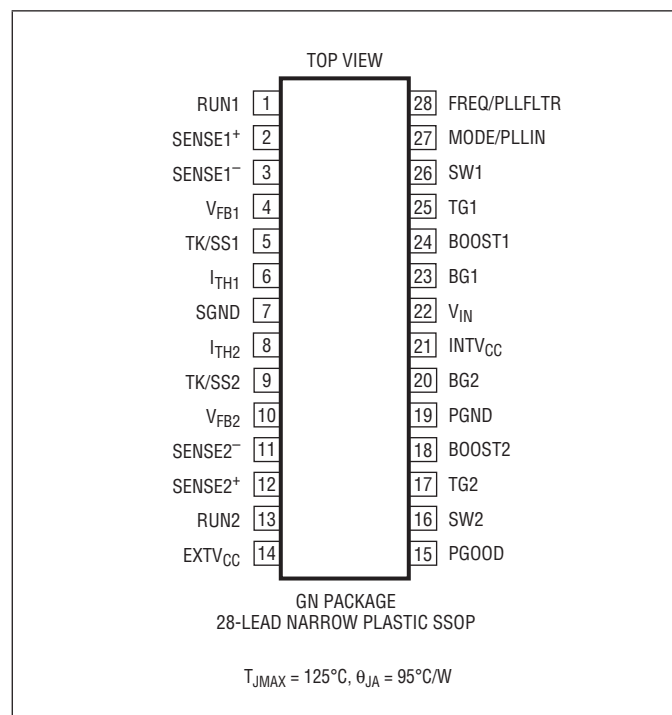 TOP VIEW
RUN1 1 28 FREQ/PLLFLTR
SENSE1+ 2 27 MODE/PLLIN
SENSE1– 3 26 SW1
VFB1 4 25 TG1
TK/SS1 5 24 BOOST1
ITH1 6 23 BG1
SGND 7 22 VIN
ITH2 8 21 INTVCC
TK/SS2 9 20 BG2
VFB2 10 19 PGND
SENSE2– 11 18 BOOST2
SENSE2+ 12 17 TG2
RUN2 13 16 SW2
EXTVCC 14 15 PGOOD
GN PACKAGE
28-LEAD NARROW PLASTIC SSOP
TJMAX = 125°C, θJA = 95°C/W